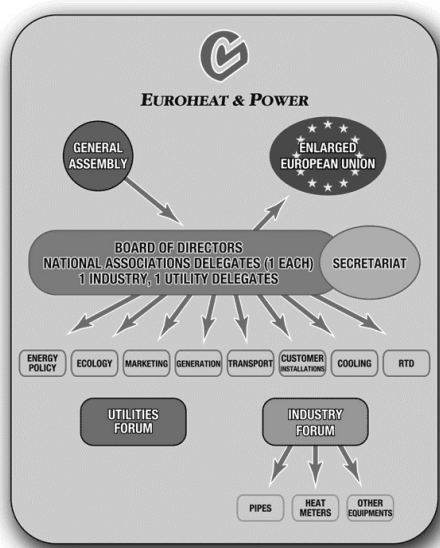 EUROHEAT & POWER
GENERAL
ASSEMBLY
ENLARGED
EUROPEAN UNION
BOARD OF DIRECTORS
NATIONAL ASSOCIATIONS DELEGATES (1 EACH)
1 INDUSTRY, 1 UTILITY DELEGATES
SECRETARIAT
ENERGY
POLICY
ECOLOGY
MARKETING
GENERATION
TRANSPORT
CUSTOMER
INSTALLATIONS
COOLING
RTD
UTILITIES
FORUM
INDUSTRY
FORUM
PIPES
HEAT
METERS
OTHER
EQUIPMENTS